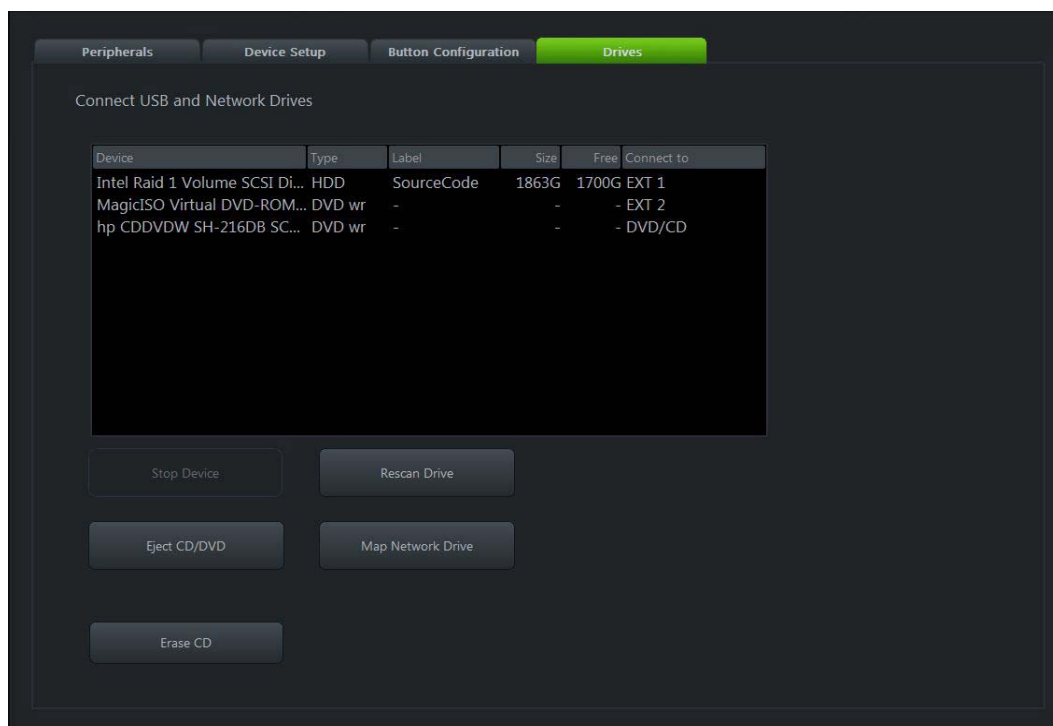 Peripherals Device Setup Button Configuration Drives
Connect USB and Network Drives
Device Type Label Size Free Connect to
Intel Raid 1 Volume SCSI Di... HDD SourceCode 1863G 1700G EXT 1
MagicISO Virtual DVD-ROM... DVD wr - - - EXT 2
hp CDDVDW SH-216DB SC... DVD wr - - - DVD/CD
Stop Device Rescan Drive
Eject CD/DVD Map Network Drive
Erase CD